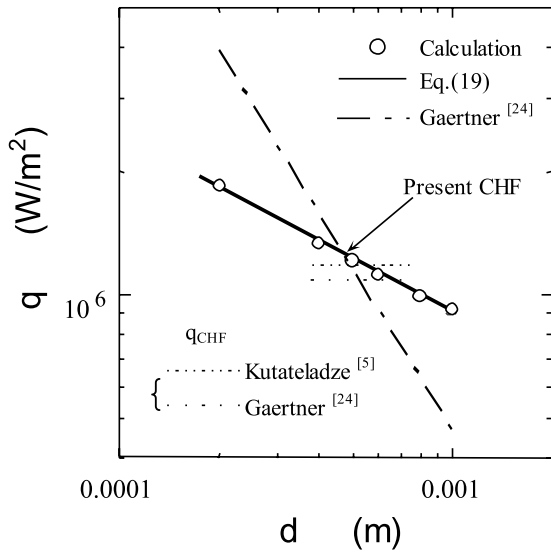 Calculation
Eq.(19)
Gaertner [24]
Present CHF
q (W/m2)
10 6
qCHF
Kutateladze [5]
{ Gaertner [24]
0.0001
0.001
d (m)